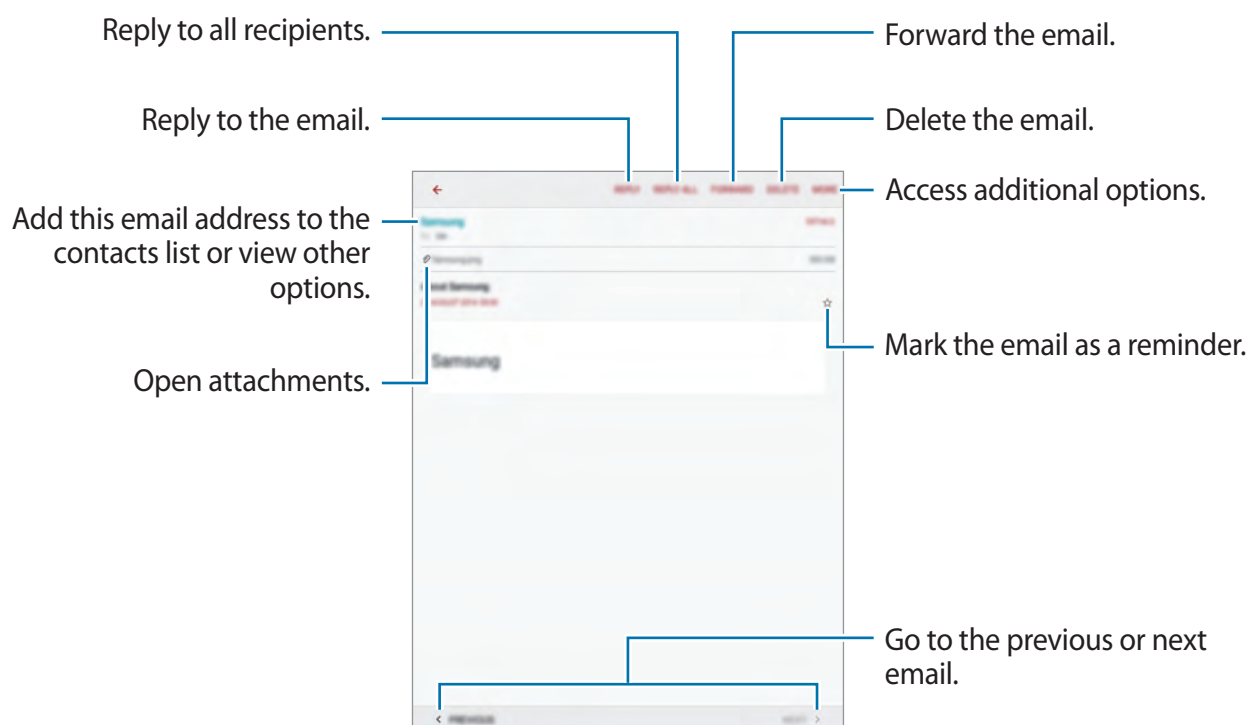 Reply to all recipients.
Forward the email.
Reply to the email.
Delete the email.
REPLY REPLY ALL FORWARD DELETE MORE
Access additional options.
Add this email address to the
contacts list or view other
options.
Samsung
DETAILS
Samsung
Mark the email as a reminder.
Samsung
Open attachments.
Go to the previous or next
email.
PREVIOUS
NEXT